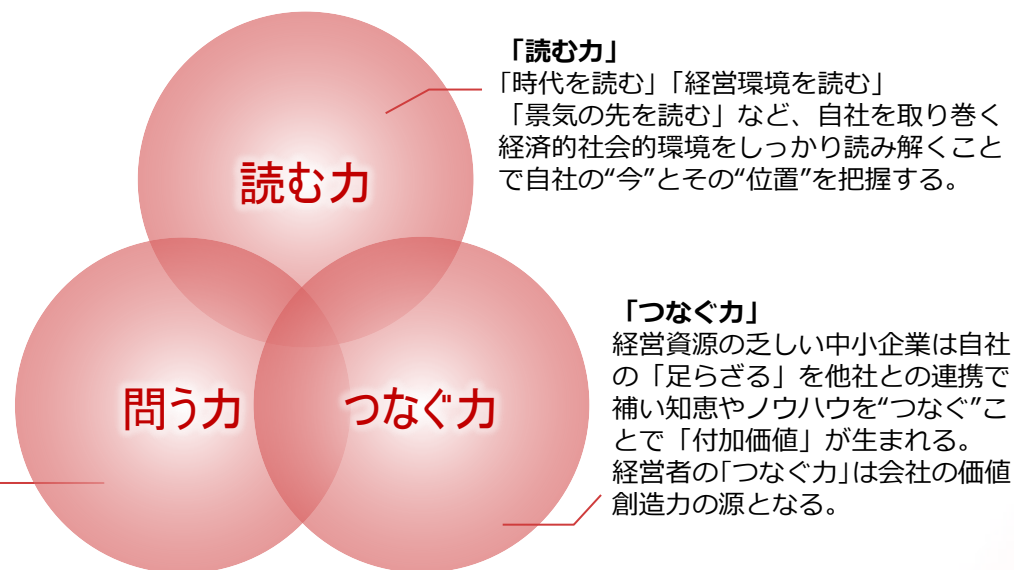 「読む力」
「時代を読む」「経営環境を読む」
「景気の先を読む」など、自社を取り巻く
経済的社会的環境をしっかり読み解くこと
で自社の“今”とその“位置”を把握する。
読む力
「つなぐ力」
経営資源の乏しい中小企業は自社
の「足らざる」を他社との連携で
補い知恵やノウハウを“つなぐ”こ
とで「付加価値」が生まれる。
経営者の「つなぐ力」は会社の価値
創造力の源となる。
問う力
つなぐ力